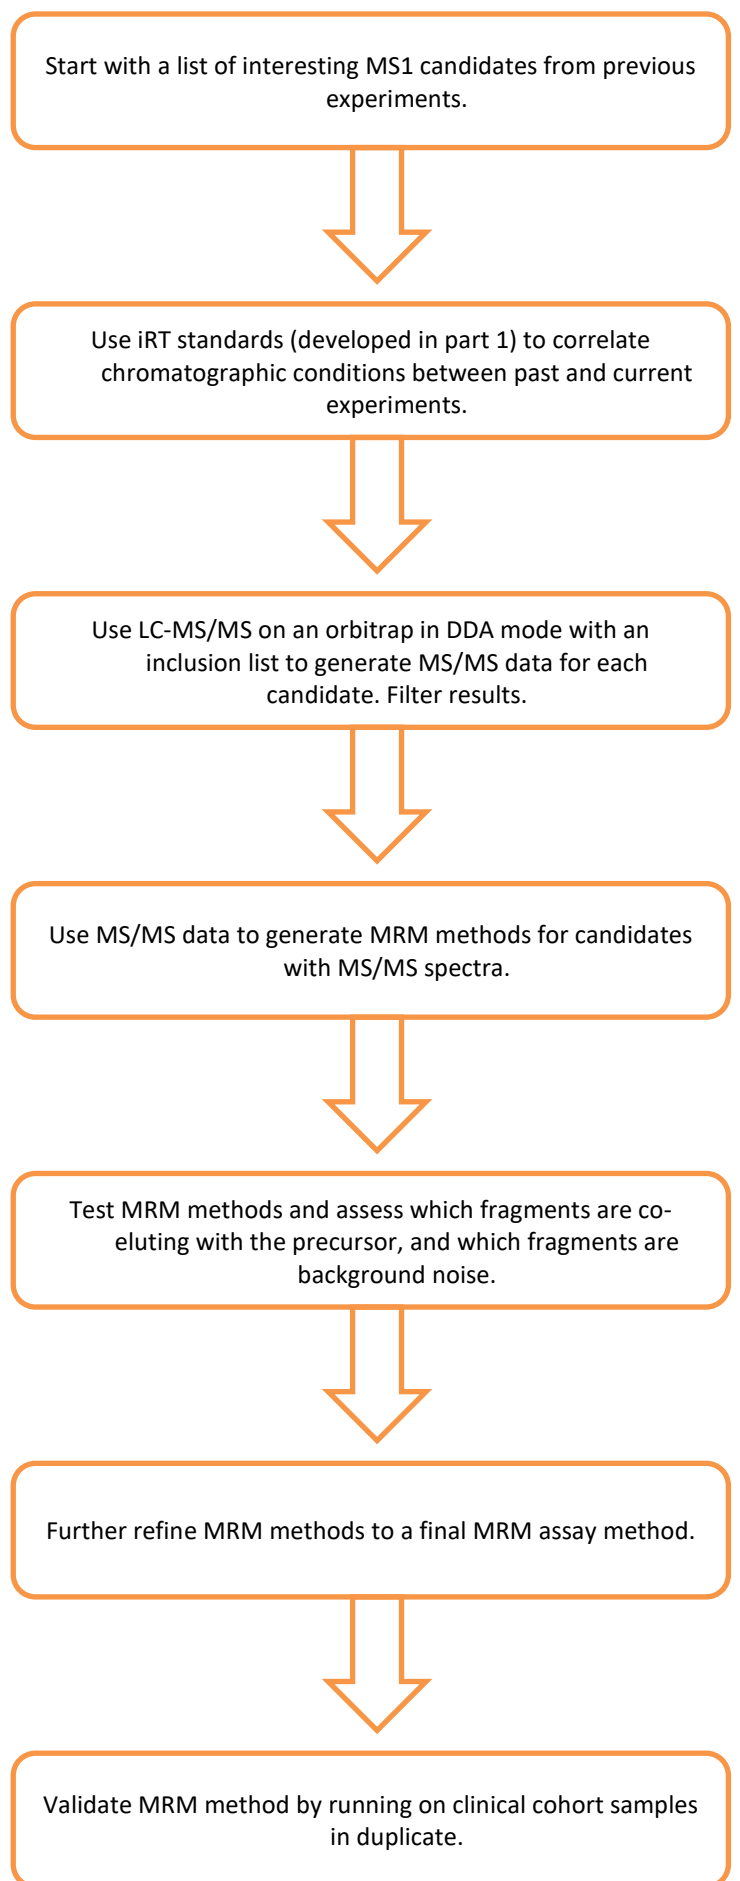 Start with a list of interesting MS1 candidates from previous
experiments.
Use iRT standards (developed in part 1) to correlate
chromatographic conditions between past and current
experiments.
Use LC-MS/MS on an orbitrap in DDA mode with an
inclusion list to generate MS/MS data for each
candidate. Filter results.
Use MS/MS data to generate MRM methods for candidates
with MS/MS spectra.
Test MRM methods and assess which fragments are co-
eluting with the precursor, and which fragments are
background noise.
Further refine MRM methods to a final MRM assay method.
Validate MRM method by running on clinical cohort samples
in duplicate.